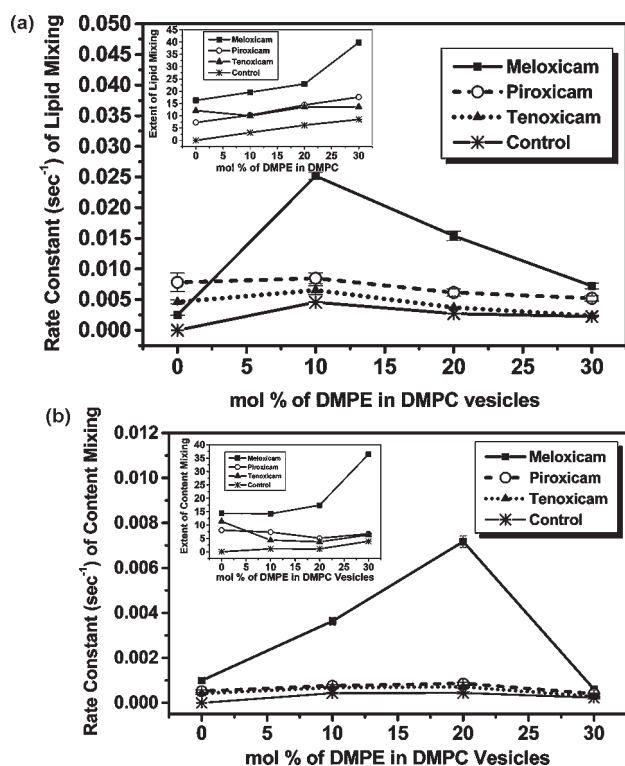 (a)
0.050
0.045
0.040
0.035
0.030
0.025
0.020
0.015
0.010
0.005
0.000
Rate Constant (sec⁻¹) of Lipid Mixing
45
40
35
30
25
20
15
10
5
0
Extent of Lipid Mixing
Meloxicam
Piroxicam
Tenoxicam
Control
0 10 20 30
mol % of DMPE in DMPC
Meloxicam
Piroxicam
Tenoxicam
Control
0 5 10 15 20 25 30
mol % of DMPE in DMPC vesicles
(b)
0.012
0.010
0.008
0.006
0.004
0.002
0.000
Rate Constant (sec⁻¹) of Content Mixing
40
35
30
25
20
15
10
5
0
Extent of Content Mixing
Meloxicam
Piroxicam
Tenoxicam
Control
0 10 20 30
mol % of DMPE in DMPC Vesicles
Meloxicam
Piroxicam
Tenoxicam
Control
0 10 20 30
mol % of DMPE in DMPC Vesicles